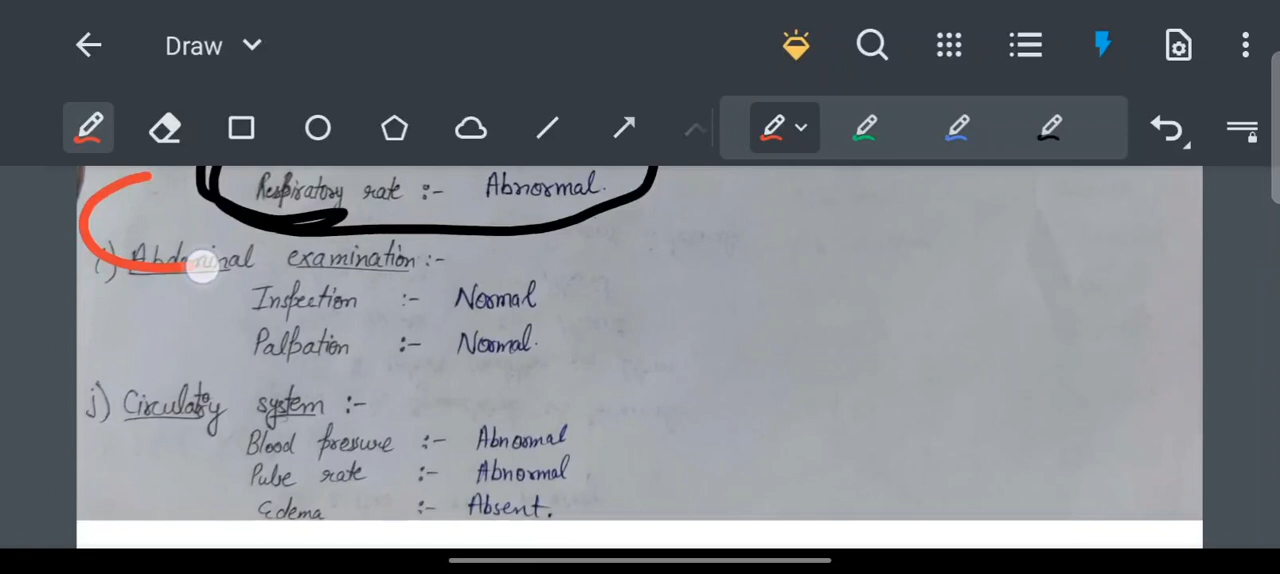 Draw
Respiratory rate :- Abnormal.
i) Abdominal examination :-
Inspection :- Normal
Palpation :- Normal.
j) Circulatory system :-
Blood pressure :- Abnormal
Pulse rate :- Abnormal
Edema :- Absent.